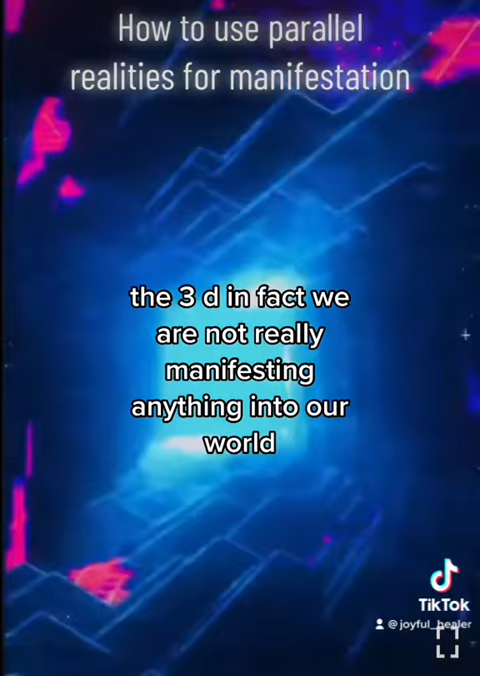 How to use parallel
realities for manifestation
the 3 d in fact we
are not really
manifesting
anything into our
world
TikTok
@joyful_healer